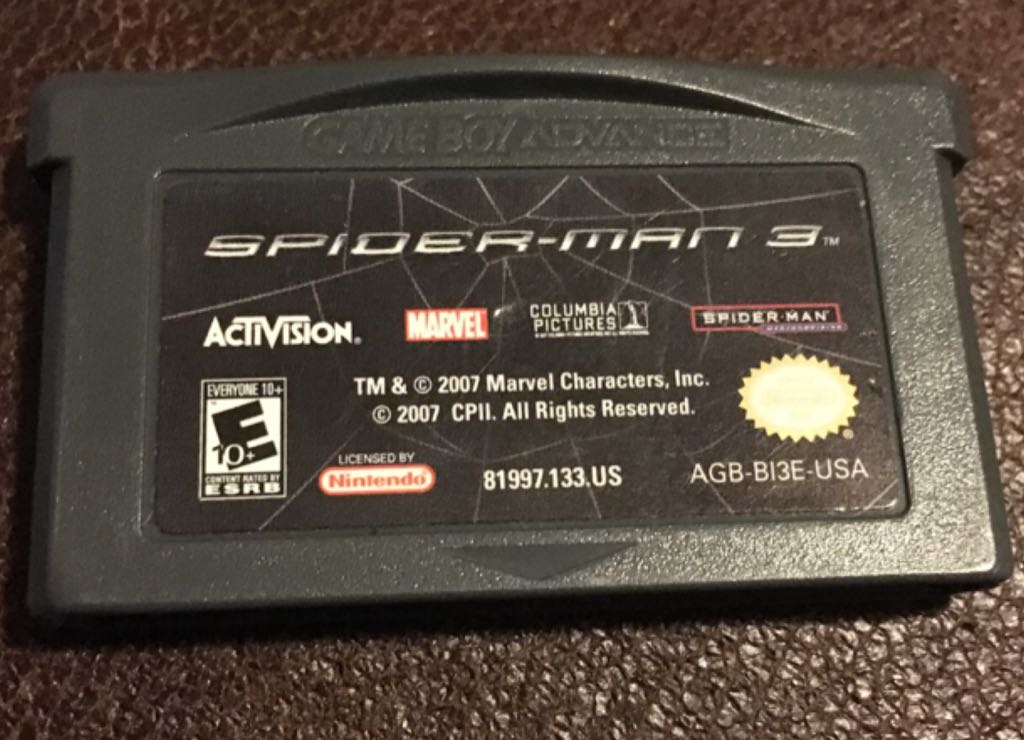 GAME BOY ADVANCE
SPIDER-MAN 3™
ACTIVISION®
MARVEL
COLUMBIA
PICTURES
SPIDER-MAN™
EVERYONE 10+
E
10+
CONTENT RATED BY
ESRB
TM & © 2007 Marvel Characters, Inc.
© 2007 CPII. All Rights Reserved.
®
LICENSED BY
Nintendo
81997.133.US
AGB-BI3E-USA